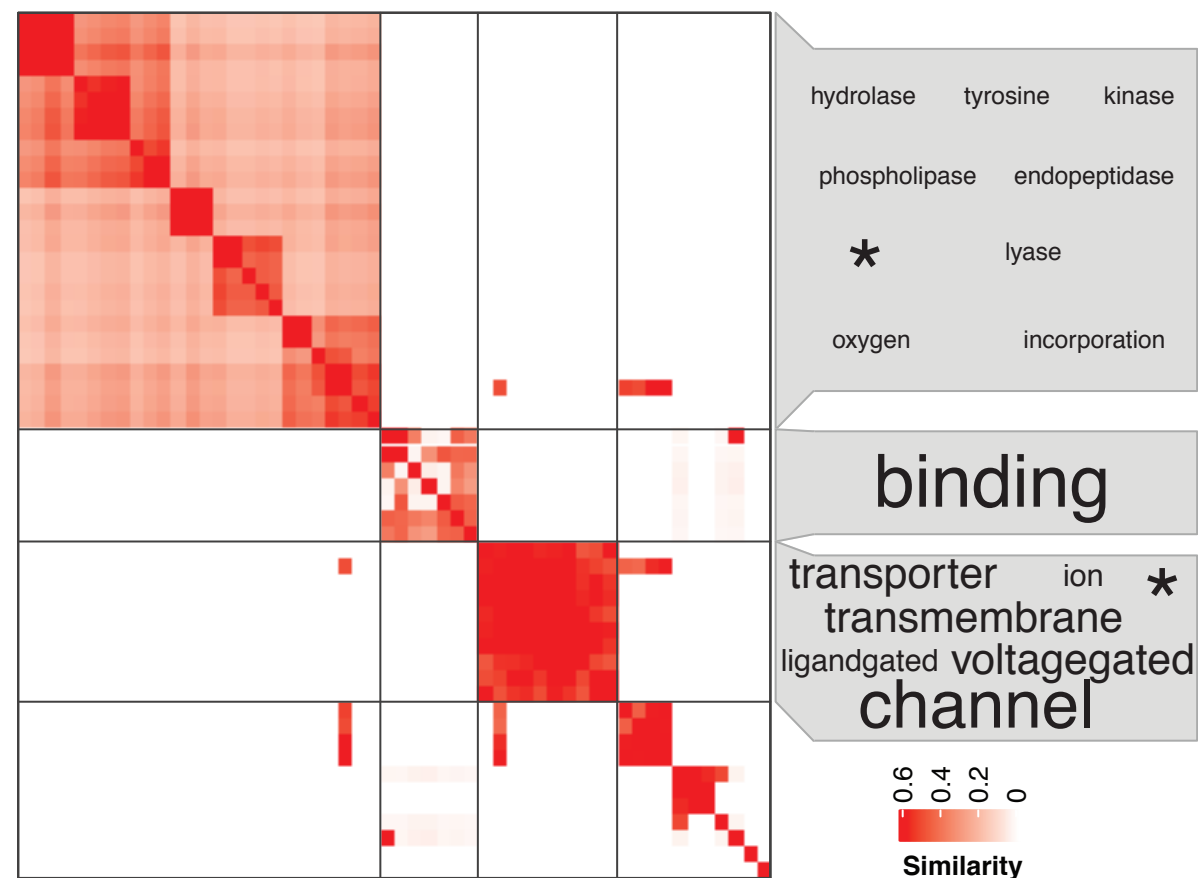 hydrolase tyrosine kinase
phospholipase endopeptidase
* lyase
oxygen incorporation
binding
transporter ion *
transmembrane
ligandgated voltagegated
channel
0.6 0.4 0.2 0
Similarity